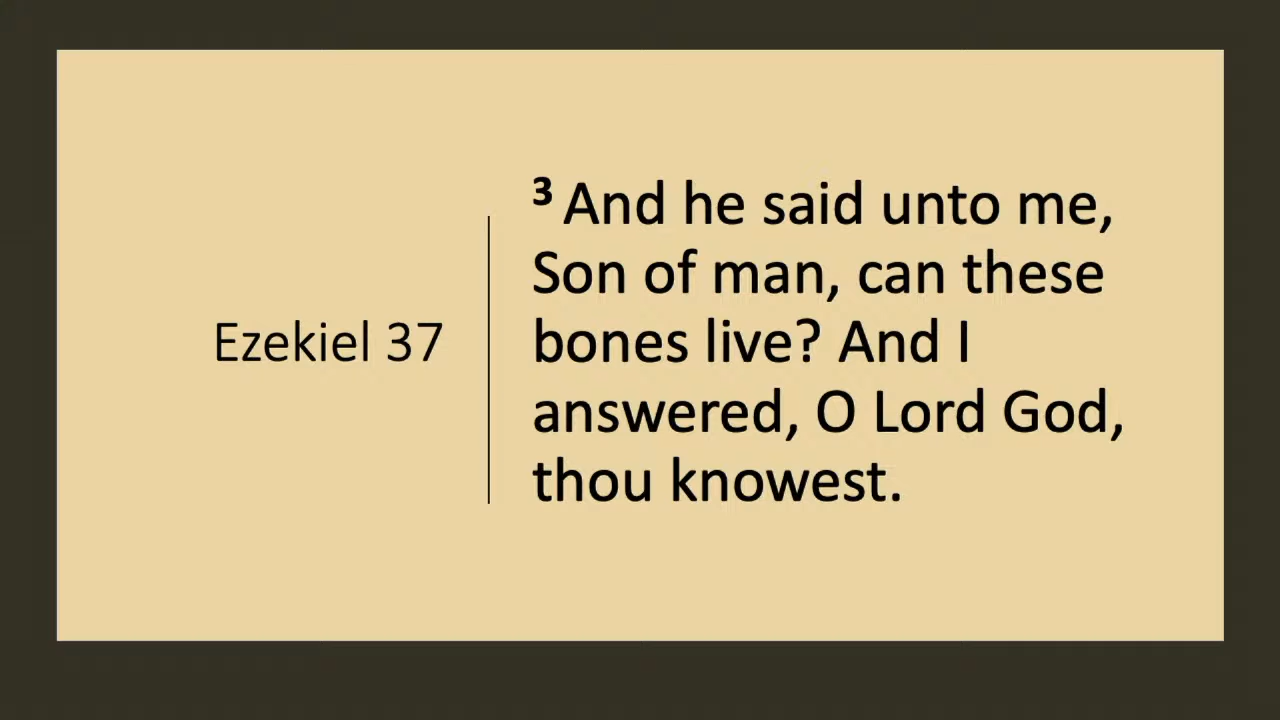 Ezekiel 37
³ And he said unto me,
Son of man, can these
bones live? And I
answered, O Lord God,
thou knowest.